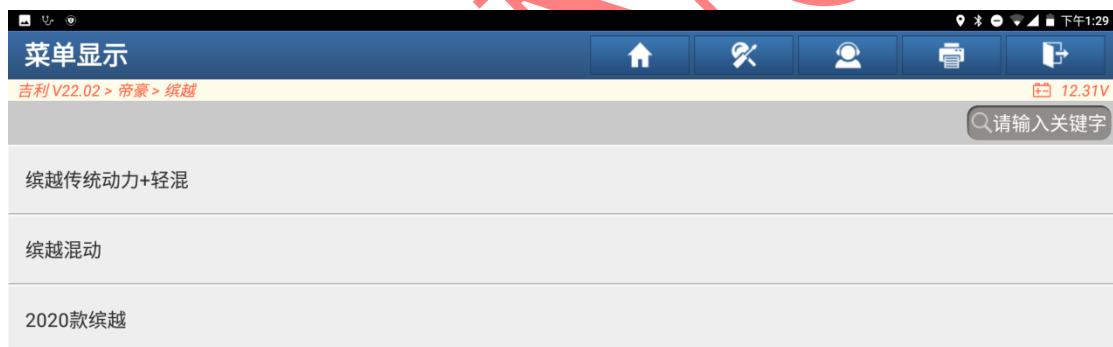 下午1:29
菜单显示
吉利 V22.02 > 帝豪 > 缤越
12.31V
请输入关键字
缤越传统动力+轻混
缤越混动
2020款缤越